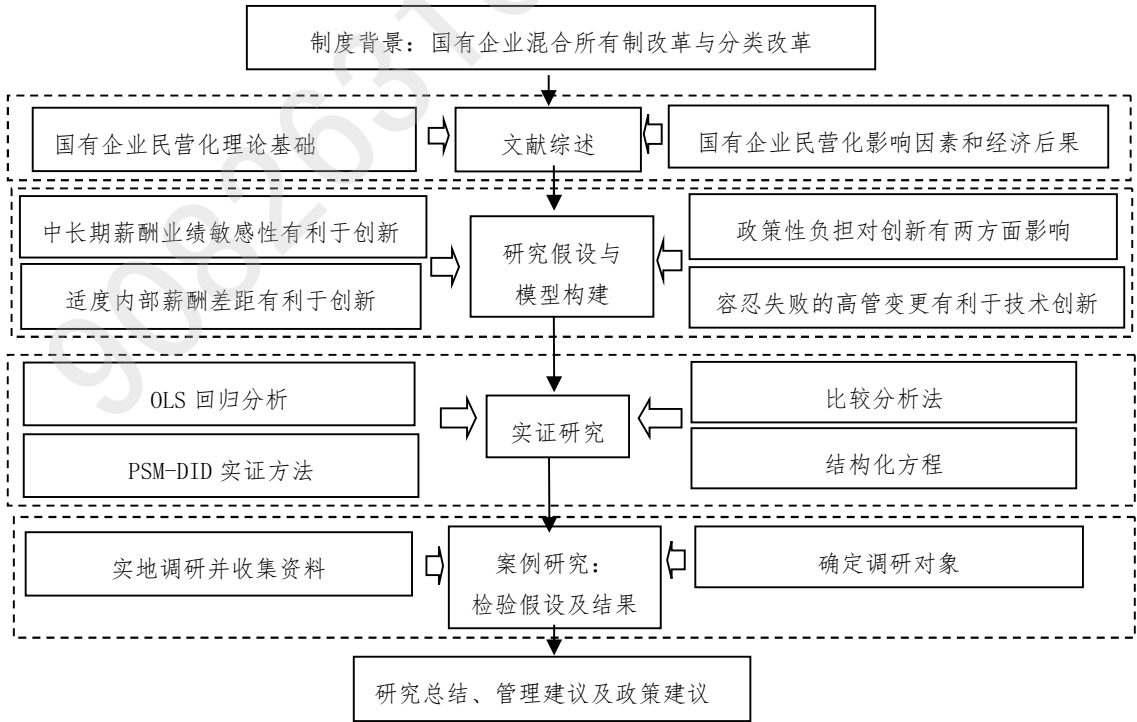 制度背景：国有企业混合所有制改革与分类改革
国有企业民营化理论基础
文献综述
国有企业民营化影响因素和经济后果
中长期薪酬业绩敏感性有利于创新
适度内部薪酬差距有利于创新
研究假设与
模型构建
政策性负担对创新有两方面影响
容忍失败的高管变更有利于技术创新
OLS 回归分析
PSM-DID 实证方法
实证研究
比较分析法
结构化方程
实地调研并收集资料
案例研究：
检验假设及结果
确定调研对象
研究总结、管理建议及政策建议